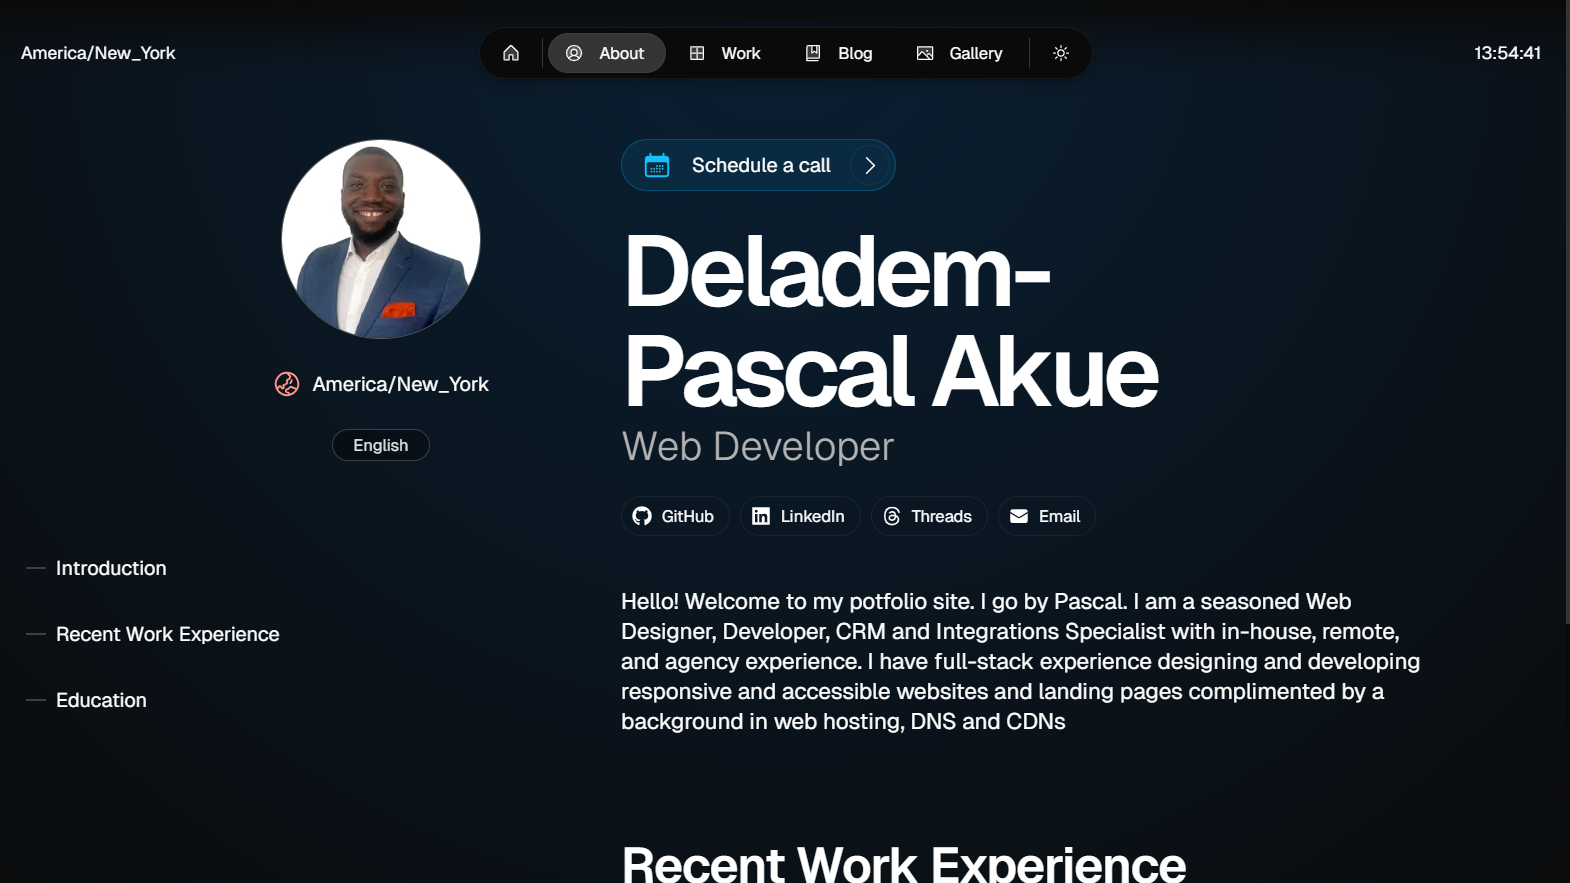 America/New_York
About
Work
Blog
Gallery
13:54:41
Schedule a call
Deladem-
Pascal Akue
Web Developer
America/New_York
English
GitHub
LinkedIn
Threads
Email
Introduction
Recent Work Experience
Education
Hello! Welcome to my potfolio site. I go by Pascal. I am a seasoned Web
Designer, Developer, CRM and Integrations Specialist with in-house, remote,
and agency experience. I have full-stack experience designing and developing
responsive and accessible websites and landing pages complimented by a
background in web hosting, DNS and CDNs
Recent Work Experience